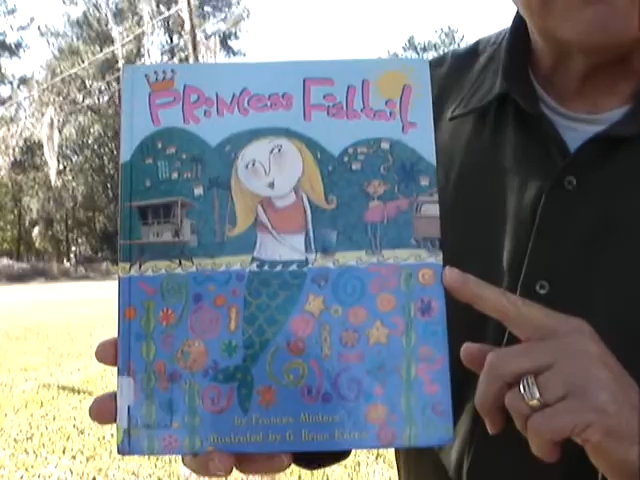 Princess Fishtail
by Frances Minters
illustrated by G. Brian Karas